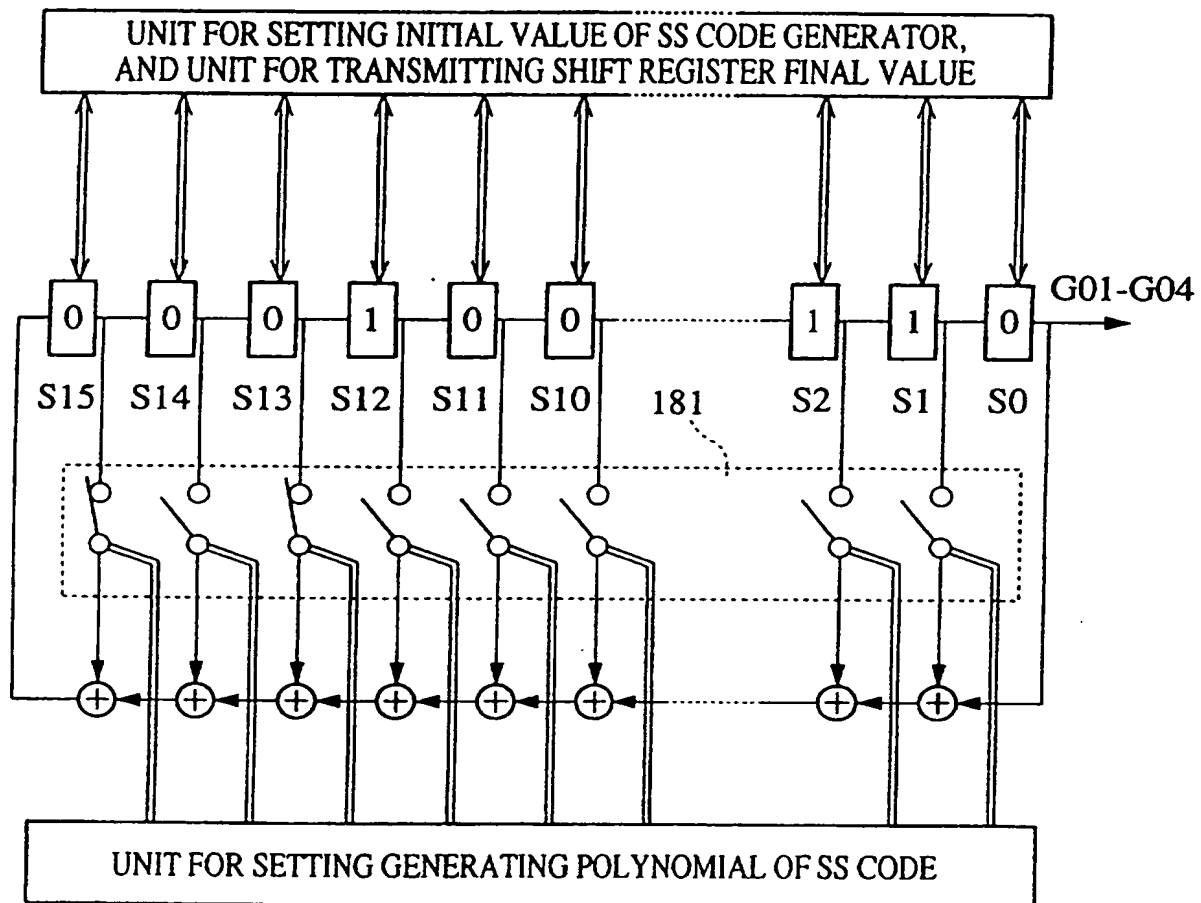 UNIT FOR SETTING INITIAL VALUE OF SS CODE GENERATOR,
AND UNIT FOR TRANSMITTING SHIFT REGISTER FINAL VALUE
G01-G04
0 0 0 1 0 0 1 1 0
S15 S14 S13 S12 S11 S10 181 S2 S1 S0
UNIT FOR SETTING GENERATING POLYNOMIAL OF SS CODE